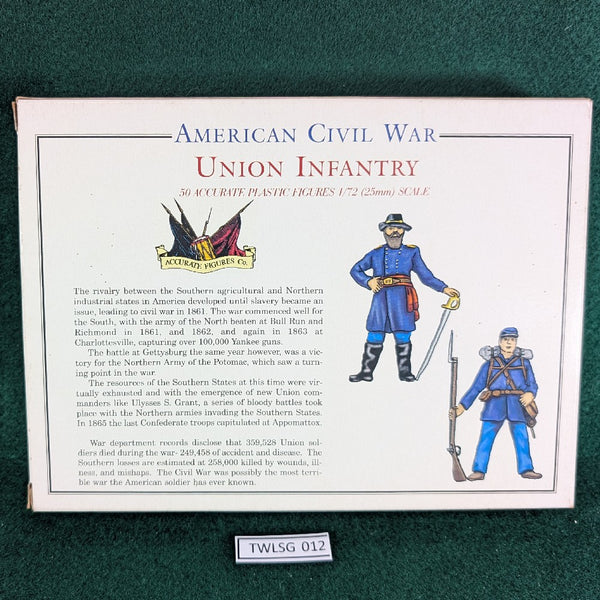 AMERICAN CIVIL WAR
UNION INFANTRY
50 ACCURATE PLASTIC FIGURES 1/72 (25mm) SCALE
ACCURATE FIGURES Co.
The rivalry between the Southern agricultural and Northern
industrial states in America developed until slavery became an
issue, leading to civil war in 1861. The war commenced well for
the South, with the army of the North beaten at Bull Run and
Richmond in 1861, and 1862, and again in 1863 at
Charlottesville, capturing over 100,000 Yankee guns.
The battle at Gettysburg the same year however, was a vic-
tory for the Northern Army of the Potomac, which saw a turn-
ing point in the war.
The resources of the Southern States at this time were vir-
tually exhausted and with the emergence of new Union com-
manders like Ulysses S. Grant, a series of bloody battles took
place with the Northern armies invading the Southern States.
In 1865 the last Confederate troops capitulated at Appomattox.
War department records disclose that 359,528 Union sol-
diers died during the war- 249,458 of accident and disease. The
Southern losses are estimated at 258,000 killed by wounds, ill-
ness, and mishaps. The Civil War was possibly the most terri-
ble war the American soldier has ever known.
TWLSG 012